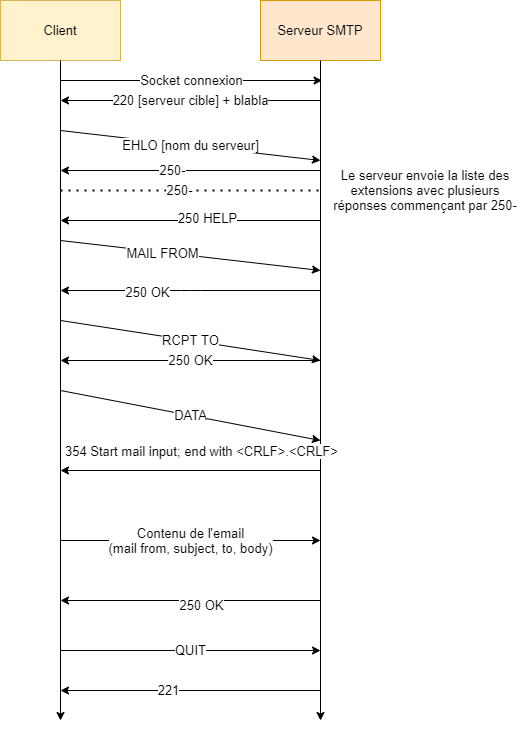 Client
Serveur SMTP
Socket connexion
220 [serveur cible] + blabla
EHLO [nom du serveur]
250-
250-
Le serveur envoie la liste des
extensions avec plusieurs
réponses commençant par 250-
250 HELP
MAIL FROM
250 OK
RCPT TO
250 OK
DATA
354 Start mail input; end with <CRLF>.<CRLF>
Contenu de l'email
(mail from, subject, to, body)
250 OK
QUIT
221